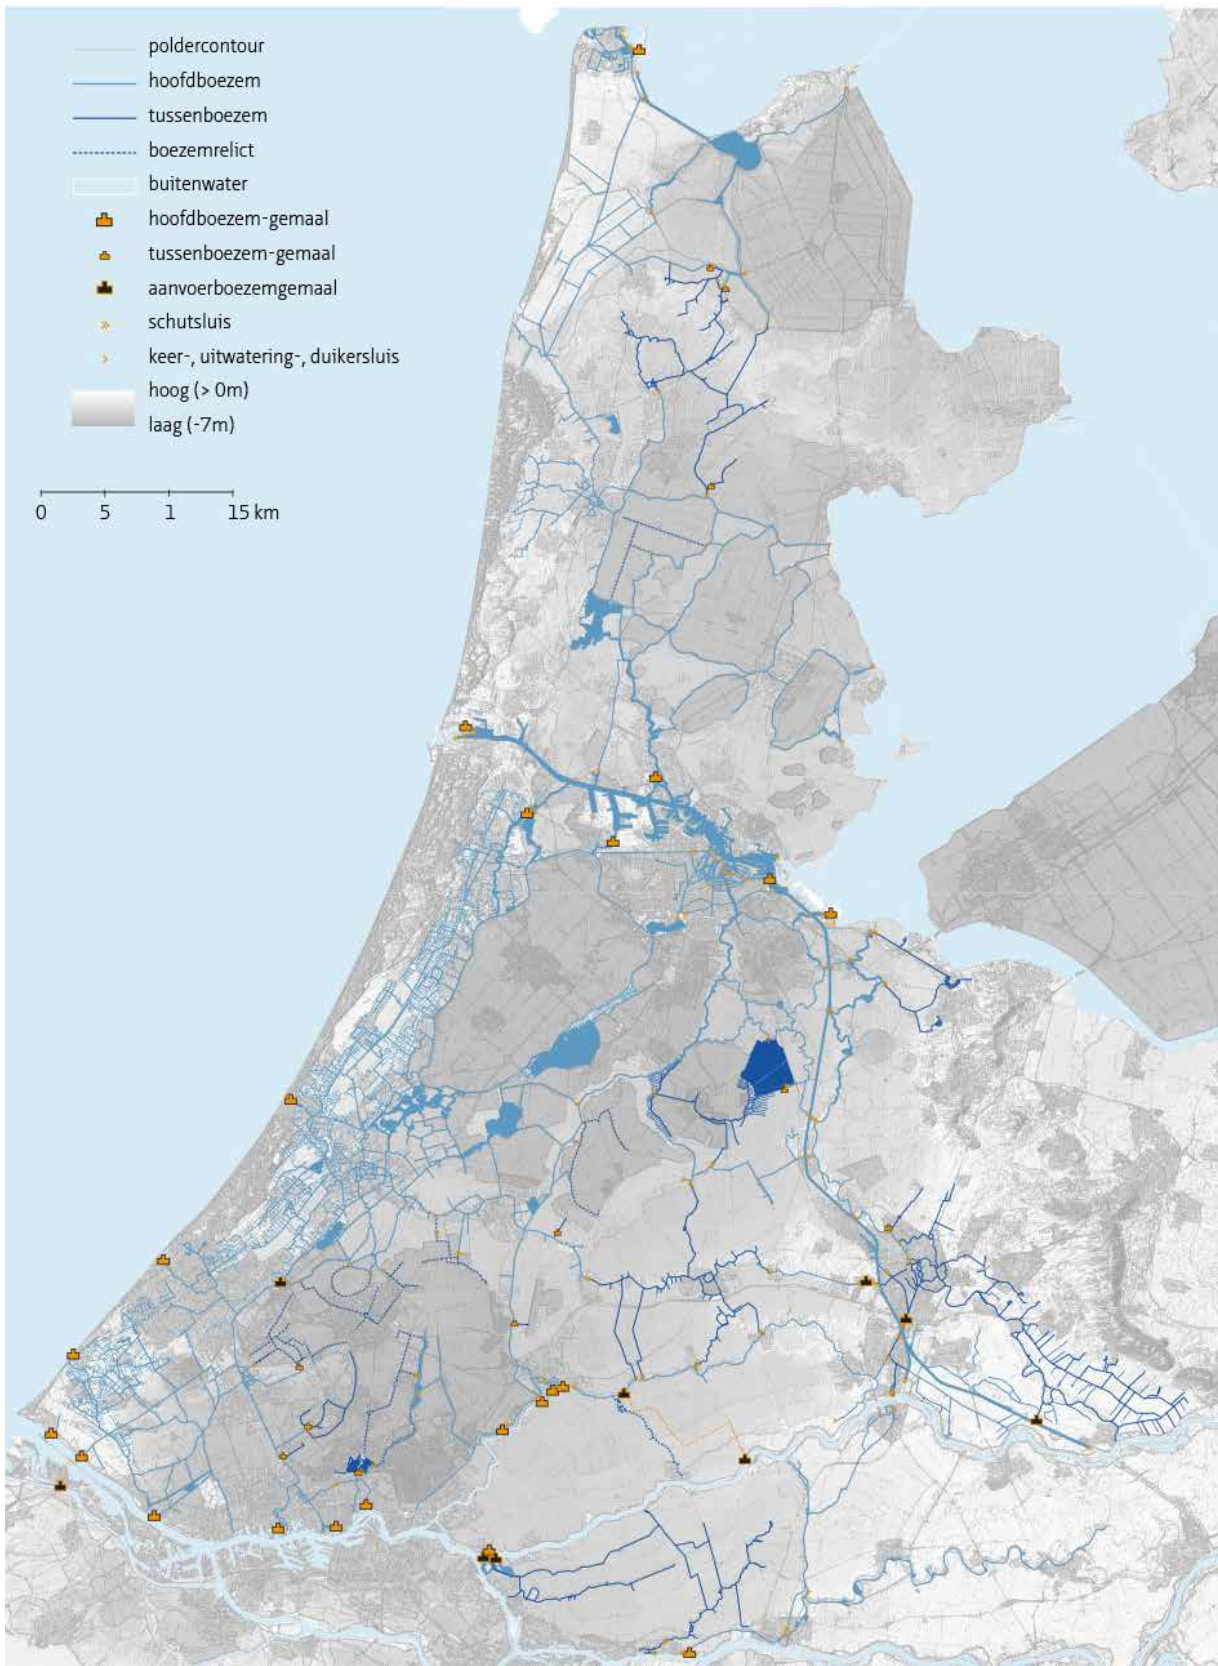 poldercontour
hoofdboezem
tussenboezem
boezemrelict
buitenwater
hoofdboezem-gemaal
tussenboezem-gemaal
aanvoerboezemgemaal
schutsluis
keer-, uitwatering-, duikersluis
hoog (> 0m)
laag (-7m)
0 5 1 15 km